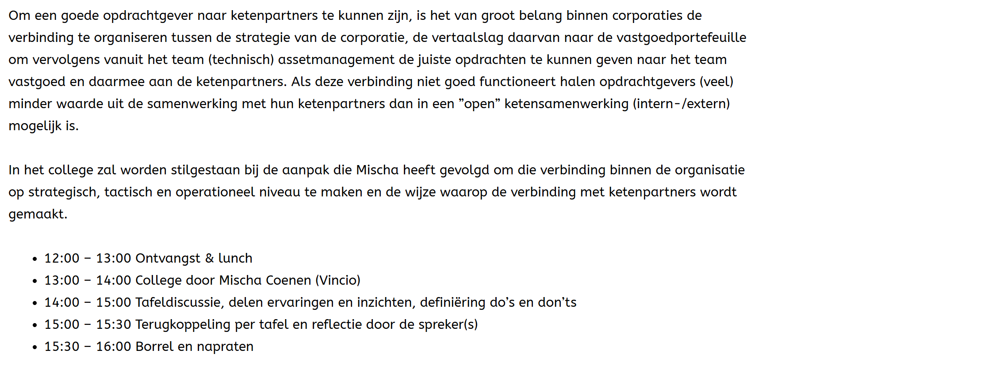 Om een goede opdrachtgever naar ketenpartners te kunnen zijn, is het van groot belang binnen corporaties de
verbinding te organiseren tussen de strategie van de corporatie, de vertaalslag daarvan naar de vastgoedportefeuille
om vervolgens vanuit het team (technisch) assetmanagement de juiste opdrachten te kunnen geven naar het team
vastgoed en daarmee aan de ketenpartners. Als deze verbinding niet goed functioneert halen opdrachtgevers (veel)
minder waarde uit de samenwerking met hun ketenpartners dan in een ”open” ketensamenwerking (intern-/extern)
mogelijk is.
In het college zal worden stilgestaan bij de aanpak die Mischa heeft gevolgd om die verbinding binnen de organisatie
op strategisch, tactisch en operationeel niveau te maken en de wijze waarop de verbinding met ketenpartners wordt
gemaakt.
• 12:00 – 13:00 Ontvangst & lunch
• 13:00 – 14:00 College door Mischa Coenen (Vincio)
• 14:00 – 15:00 Tafeldiscussie, delen ervaringen en inzichten, definiëring do’s en don’ts
• 15:00 – 15:30 Terugkoppeling per tafel en reflectie door de spreker(s)
• 15:30 – 16:00 Borrel en napraten